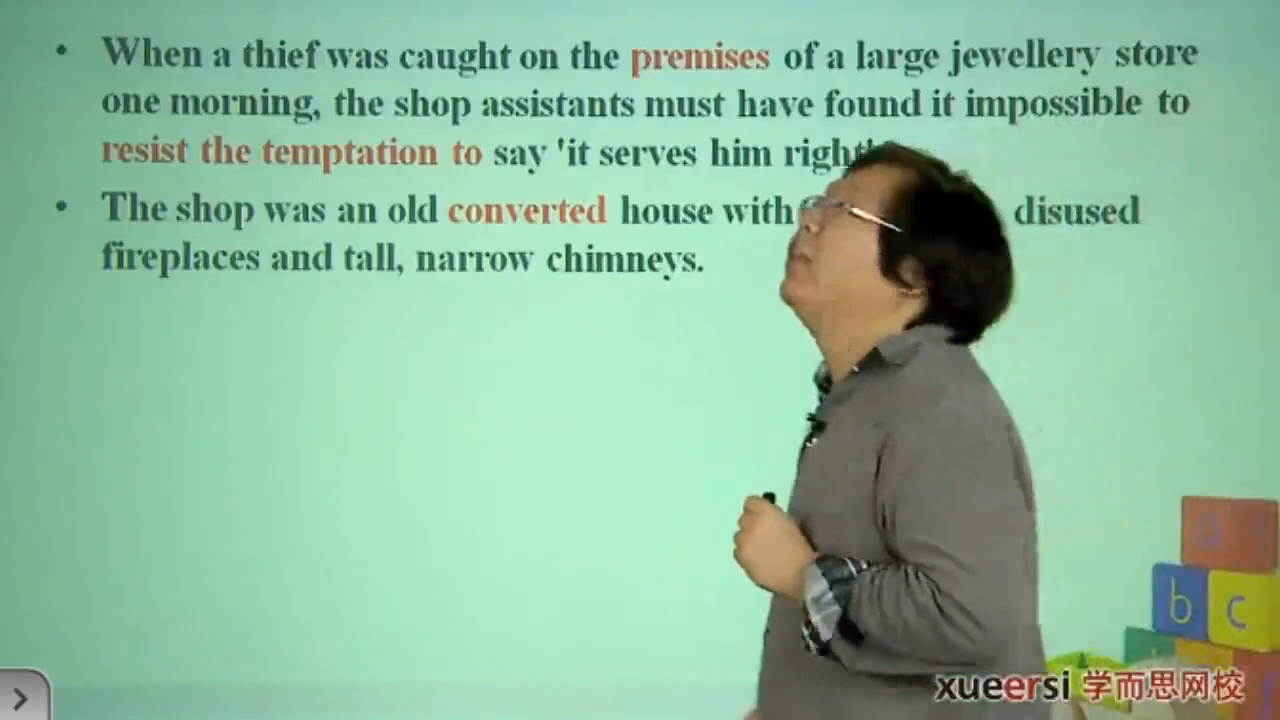 • When a thief was caught on the premises of a large jewellery store
one morning, the shop assistants must have found it impossible to
resist the temptation to say 'it serves him right'
• The shop was an old converted house with disused
fireplaces and tall, narrow chimneys.
a
b c
xueersi 学而思网校